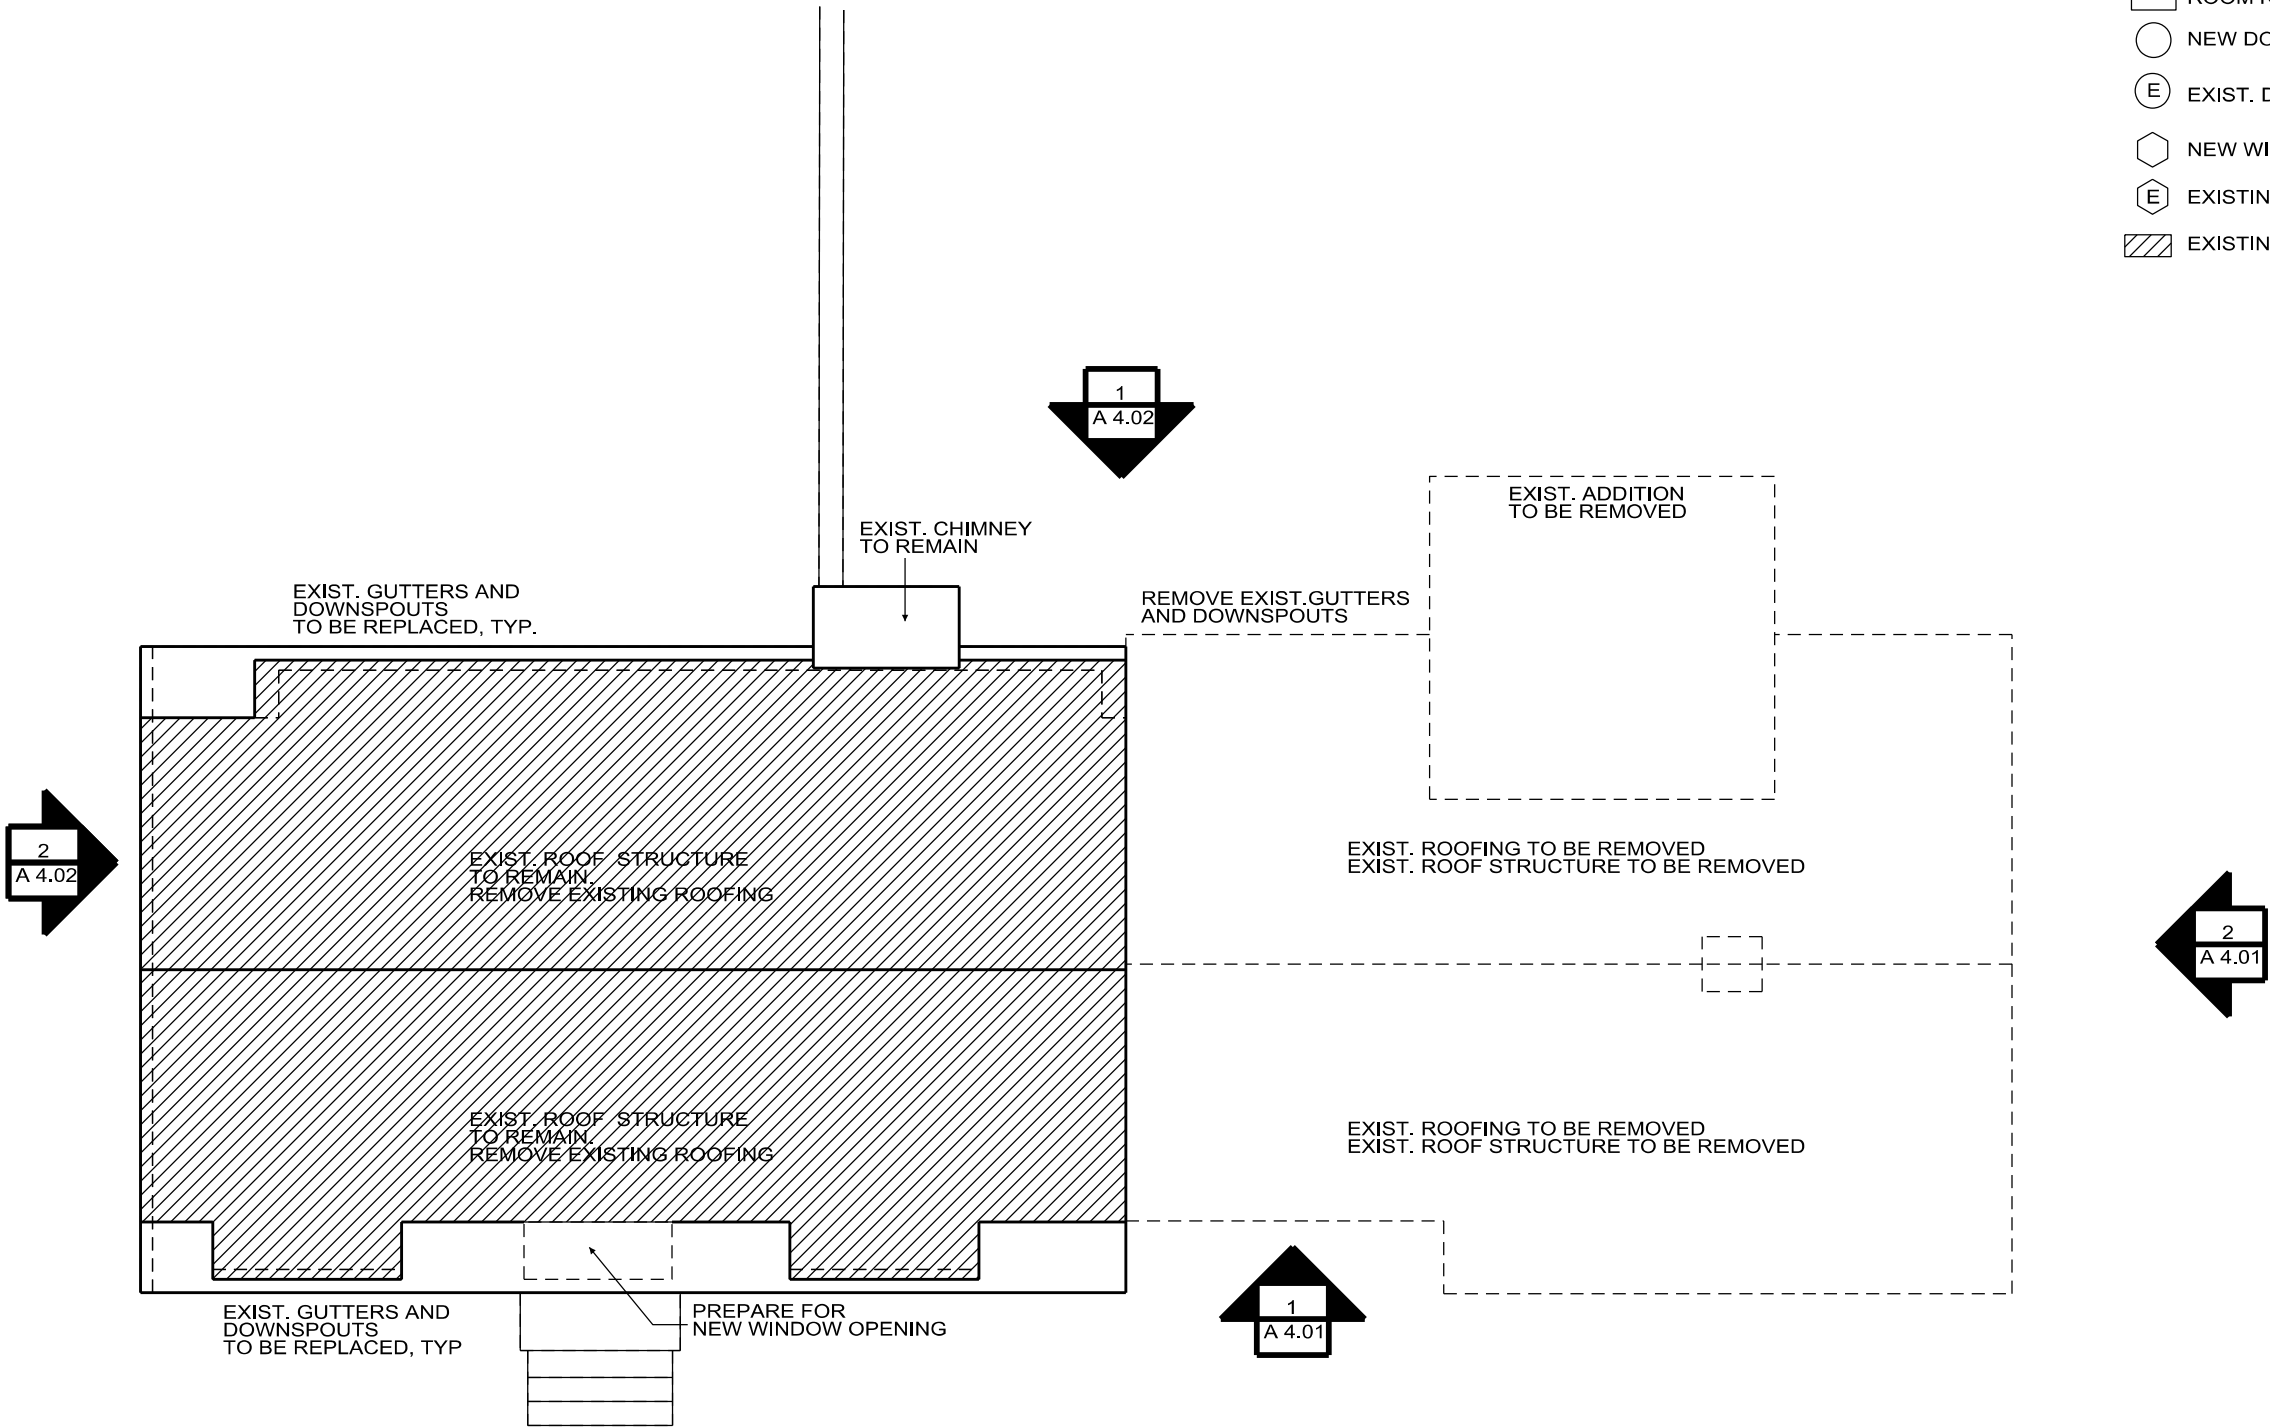 NEW
E
EXIST.
NEW
E
1
A 4.02
EXIST. ADDITION
TO BE REMOVED
EXIST. CHIMNEY
TO REMAIN
EXIST. GUTTERS AND
DOWNSPOUTS
TO BE REPLACED, TYP.
REMOVE EXIST.GUTTERS
AND DOWNSPOUTS
2
A 4.02
EXIST. ROOF STRUCTURE
TO REMAIN.
REMOVE EXISTING ROOFING
EXIST. ROOFING TO BE REMOVED
EXIST. ROOF STRUCTURE TO BE REMOVED
2
A 4.01
EXIST. ROOF STRUCTURE
TO REMAIN.
REMOVE EXISTING ROOFING
EXIST. ROOFING TO BE REMOVED
EXIST. ROOF STRUCTURE TO BE REMOVED
EXIST. GUTTERS AND
DOWNSPOUTS
TO BE REPLACED, TYP
PREPARE FOR
NEW WINDOW OPENING
1
A 4.01